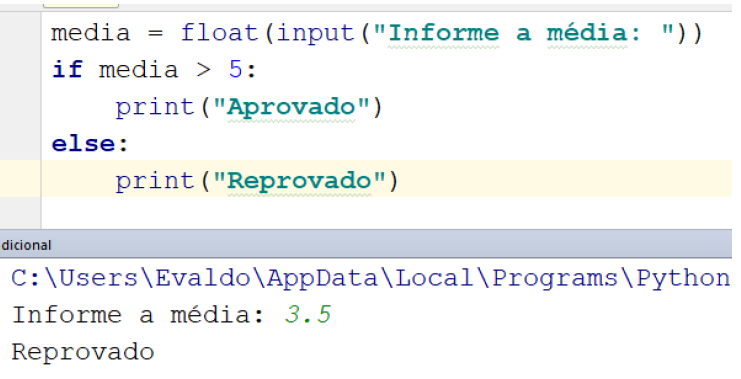 media = float(input("Informe a média: "))
if media > 5:
    print("Aprovado")
else:
    print("Reprovado")
dicional
C:\Users\Evaldo\AppData\Local\Programs\Python
Informe a média: 3.5
Reprovado